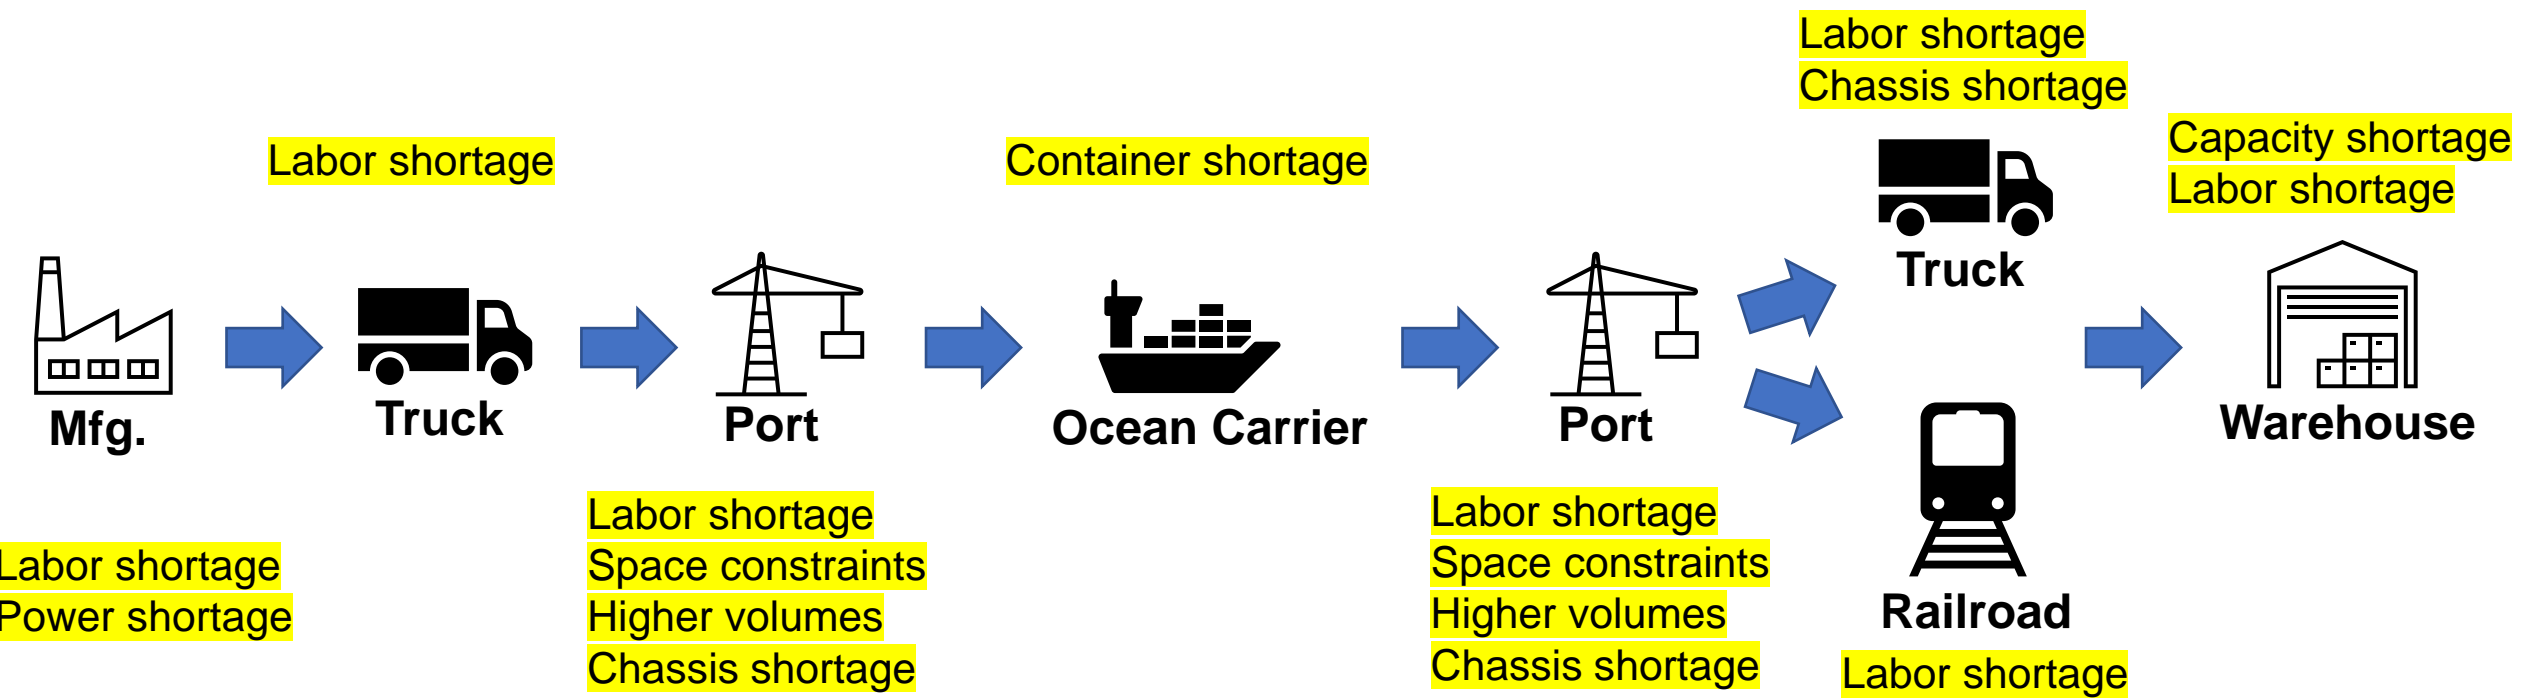 Labor shortage
Chassis shortage
Labor shortage
Container shortage
Capacity shortage
Labor shortage
Truck
Mfg.
Truck
Port
Ocean Carrier
Port
Warehouse
Labor shortage
Power shortage
Labor shortage
Space constraints
Higher volumes
Chassis shortage
Labor shortage
Space constraints
Higher volumes
Chassis shortage
Railroad
Labor shortage